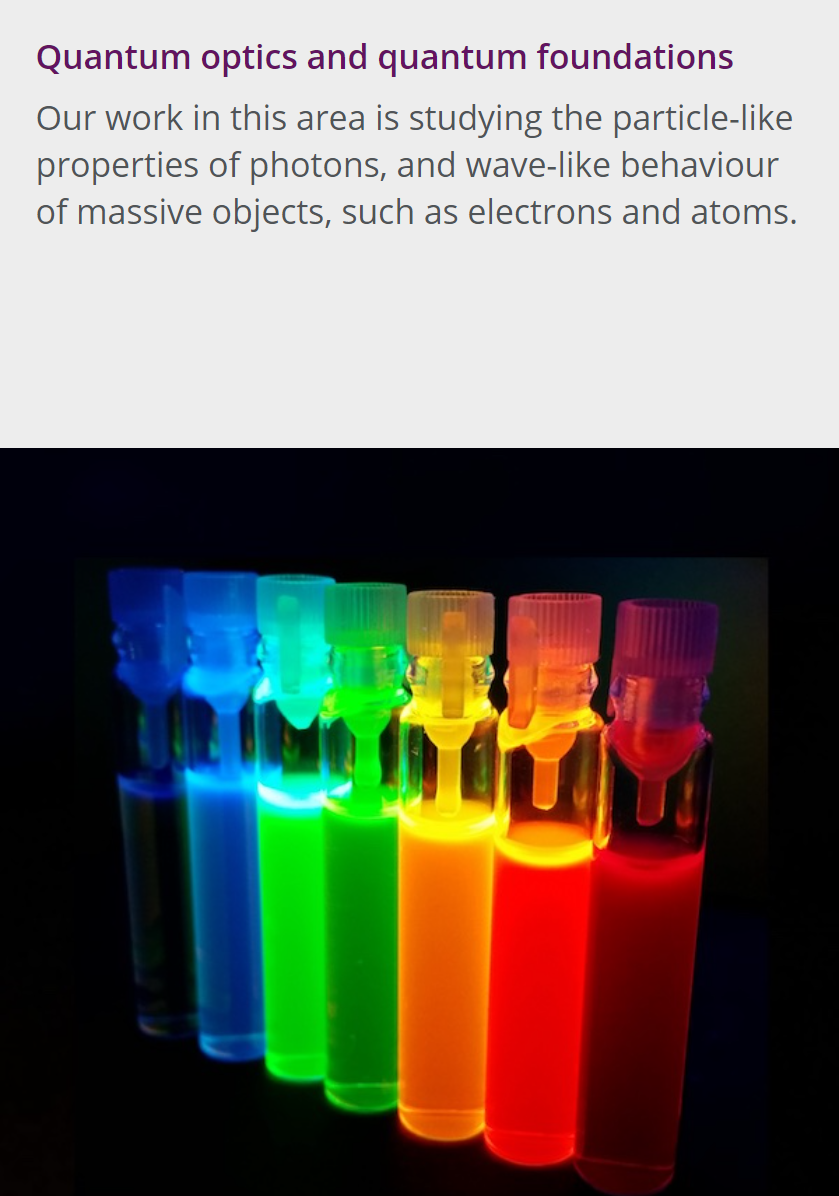 Quantum optics and quantum foundations
Our work in this area is studying the particle-like
properties of photons, and wave-like behaviour
of massive objects, such as electrons and atoms.